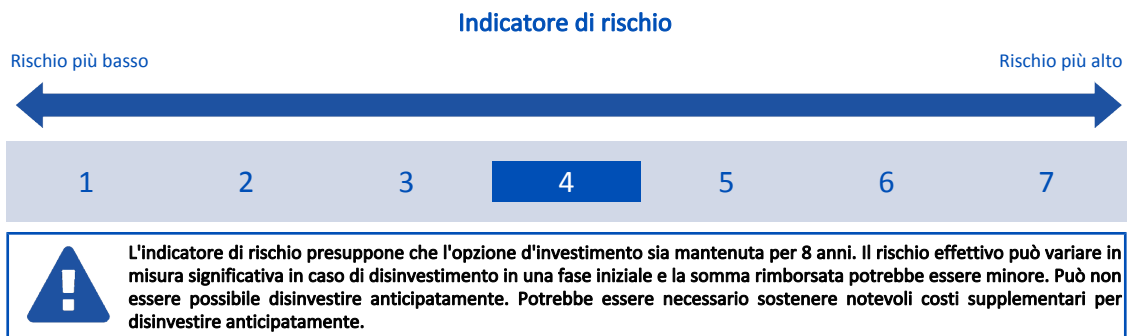 Indicatore di rischio
Rischio più basso
Rischio più alto
1 2 3 4 5 6 7
L'indicatore di rischio presuppone che l'opzione d'investimento sia mantenuta per 8 anni. Il rischio effettivo può variare in
misura significativa in caso di disinvestimento in una fase iniziale e la somma rimborsata potrebbe essere minore. Può non
essere possibile disinvestire anticipatamente. Potrebbe essere necessario sostenere notevoli costi supplementari per
disinvestire anticipatamente.